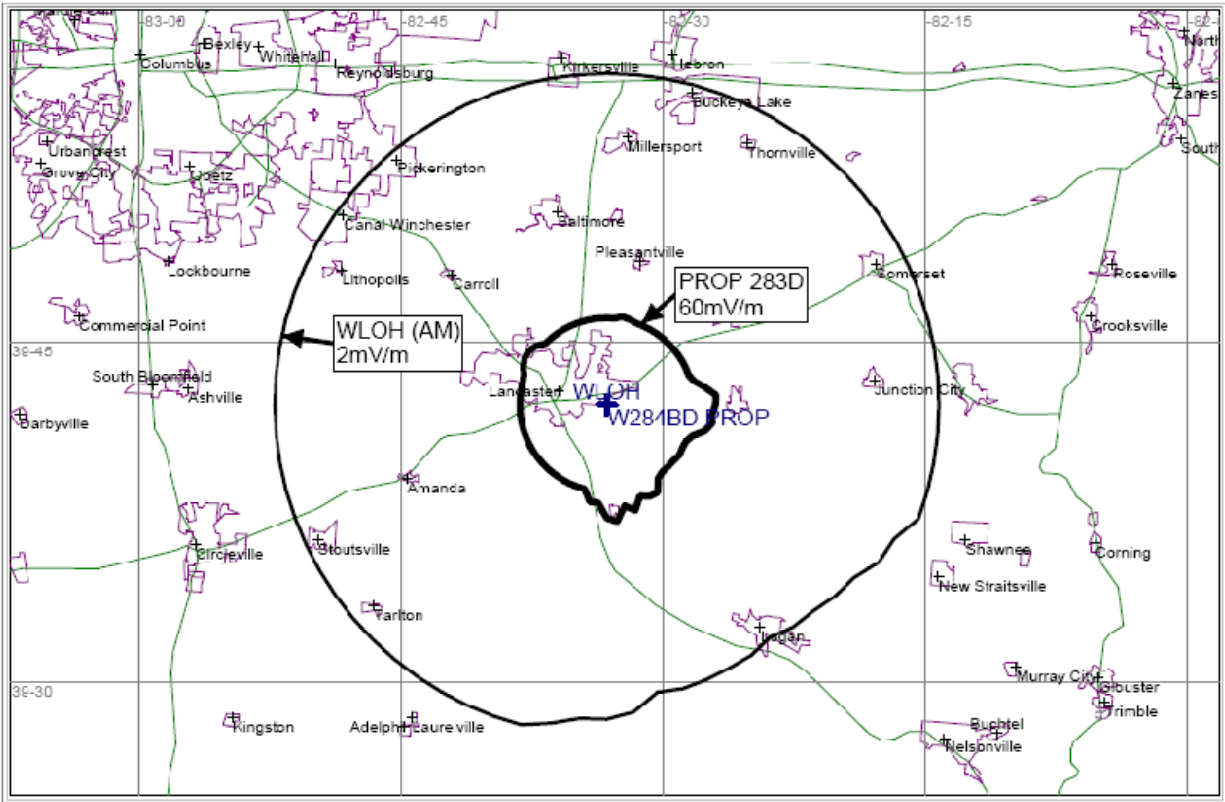 -83-00
-82-45
-82-30
-82-15
Bexley
Whitehall
Columbus
Reynoldsburg
Kirkersville
Hebron
North
Zanes
Buckeye Lake
Urbancrest
Grove City
Obetz
Pickerington
Millersport
Thornville
South
Canal Winchester
Baltimore
Pleasantville
Lockbourne
Lithopolis
Carroll
Somerset
Roseville
PROP 283D
60mV/m
Commercial Point
WLOH (AM)
2mV/m
Crooksville
39-45
South Bloomfield
Ashville
Lancaster
WLOH
W284BD PROP
Junction City
Darbyville
Amanda
Circleville
Stoutsville
Shawnee
Corning
New Straitsville
Tarlton
Logan
39-30
Murray City
Glouster
Trimble
Kingston
Adelphi
Laureville
Buchtel
Nelsonville